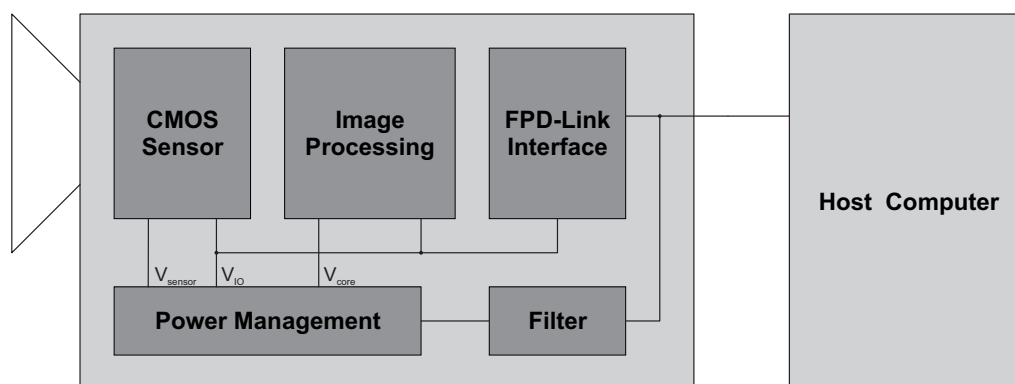 CMOS
Sensor
Image
Processing
FPD-Link
Interface
Host Computer
Vsensor
VIO
Vcore
Power Management
Filter